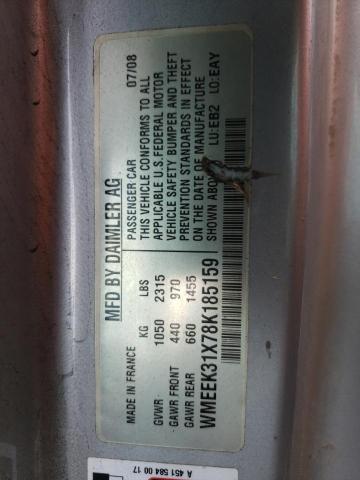 MFD BY DAIMLER AG
MADE IN FRANCE KG LBS
GVWR 1050 2315
GAWR FRONT 440 970
GAWR REAR 660 1455
WMEEK31X78K185159
PASSENGER CAR 07/08
THIS VEHICLE CONFORMS TO ALL
APPLICABLE U.S.FEDERAL MOTOR
VEHICLE SAFETY BUMPER AND THEFT
PREVENTION STANDARDS IN EFFECT
ON THE DATE OF MANUFACTURE
SHOWN LU:EB2 LO:EAY
A 451 584 00 17